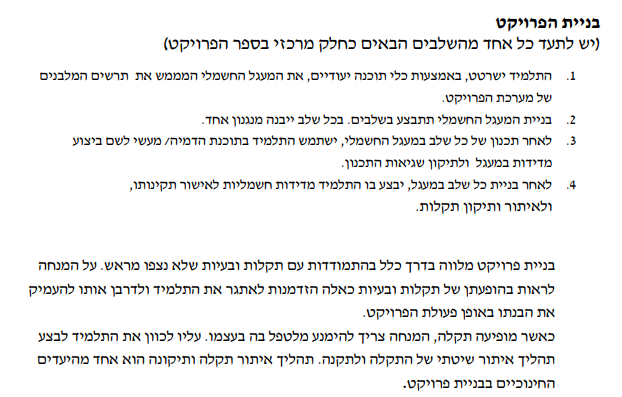 בניית הפרויקט
(יש לתעד כל אחד מהשלבים הבאים כחלק מרכזי בספר הפרויקט)
1. התלמיד ישרטט, באמצעות כלי תוכנה יעודיים, את המעגל החשמלי המממש את תרשים המלבנים
של מערכת הפרויקט.
2. בניית המעגל החשמלי תתבצע בשלבים. בכל שלב ייבנה מנגנון אחד.
3. לאחר תכנון של כל שלב במעגל החשמלי, ישתמש התלמיד בתוכנת הדמיה/ מעשי לשם ביצוע
מדידות במעגל ולתיקון שגיאות התכנון.
4. לאחר בניית כל שלב במעגל, יבצע בו התלמיד מדידות חשמליות לאישור תקינותו,
ולאיתור ותיקון תקלות.
בניית פרויקט מלווה בדרך כלל בהתמודדות עם תקלות ובעיות שלא נצפו מראש. על המנחה
לראות בהופעתן של תקלות ובעיות כאלה הזדמנות לאתגר את התלמיד ולדרבן אותו להעמיק
את הבנתו באופן פעולת הפרויקט.
כאשר מופיעה תקלה, המנחה צריך להימנע מלטפל בה בעצמו. עליו לכוון את התלמיד לבצע
תהליך איתור שיטתי של התקלה ולתקנה. תהליך איתור תקלה ותיקונה הוא אחד מהיעדים
החינוכיים בבניית פרויקט.